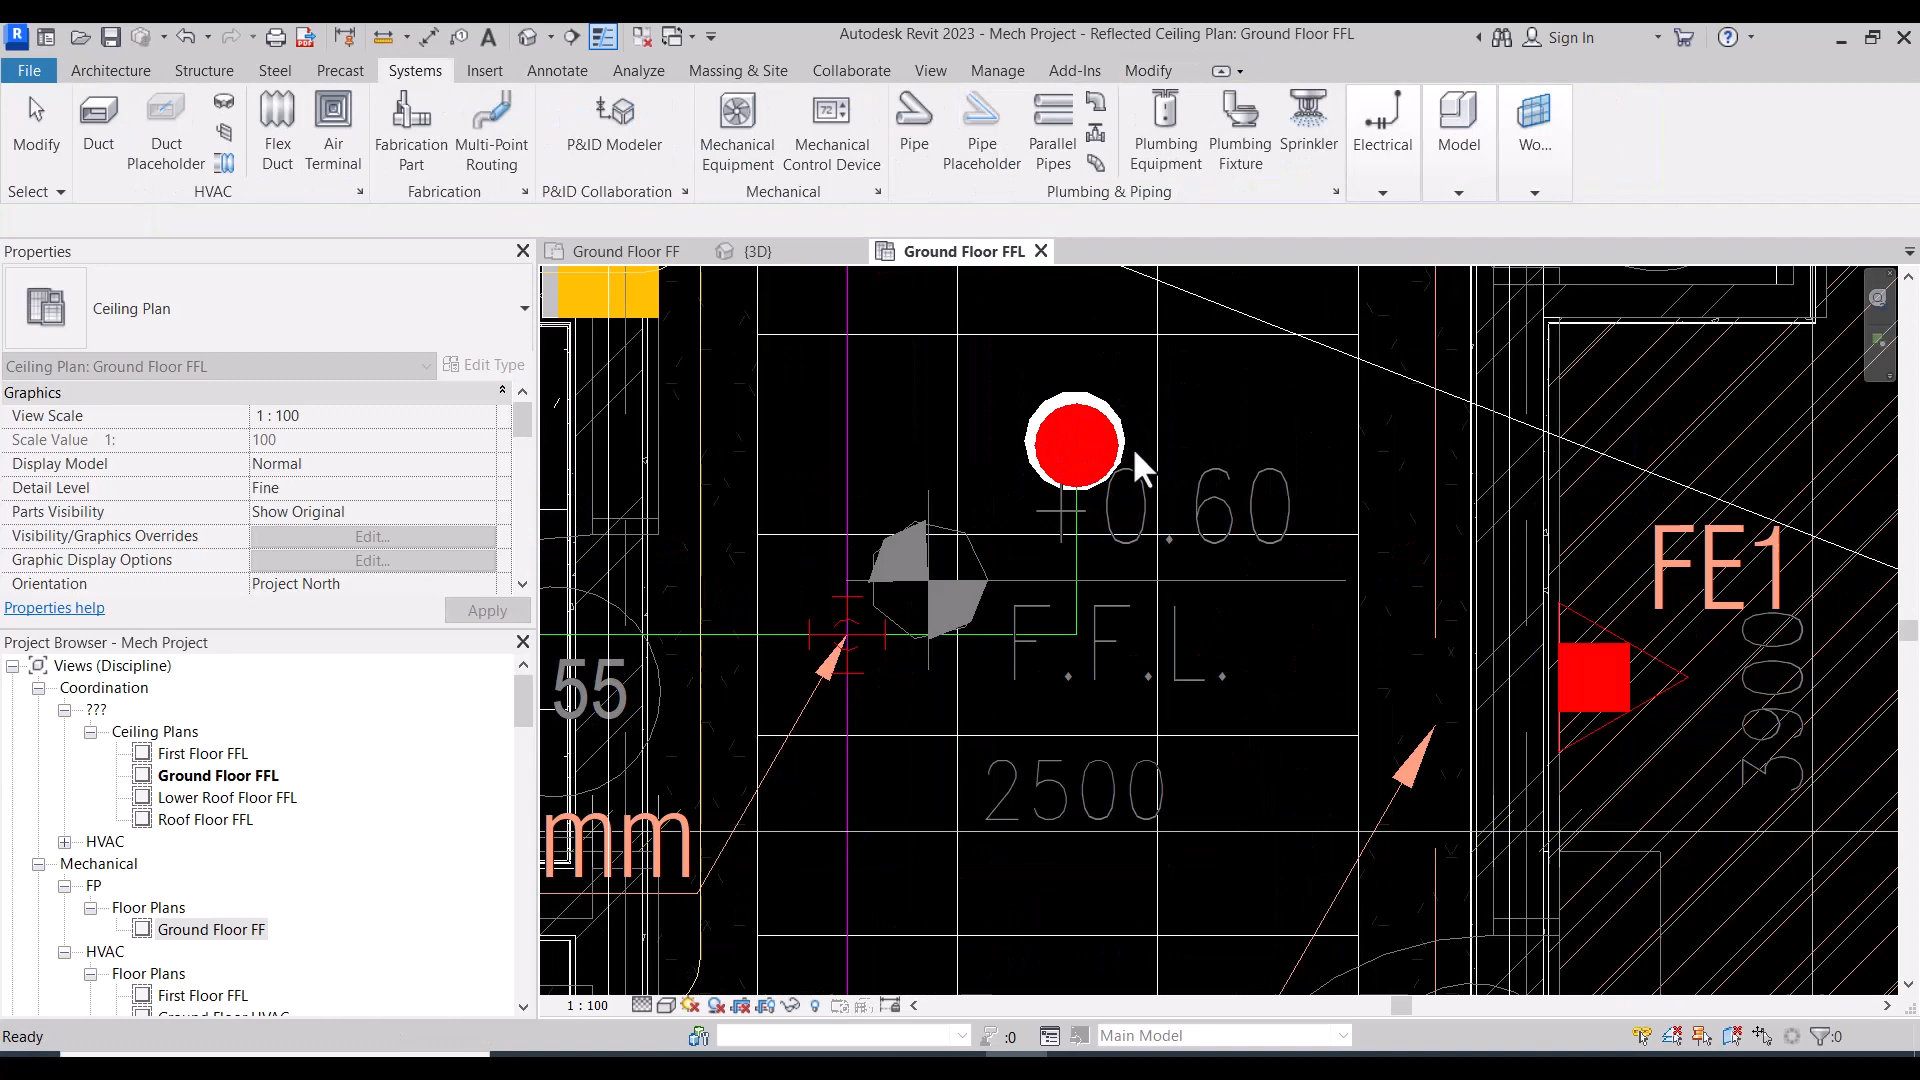 Autodesk Revit 2023 - Mech Project - Reflected Ceiling Plan: Ground Floor FFL
Sign In
File Architecture Structure Steel Precast Systems Insert Annotate Analyze Massing & Site Collaborate View Manage Add-Ins Modify
Modify
Duct
Duct Placeholder
Flex Duct
Air Terminal
Fabrication Part
Multi-Point Routing
P&ID Modeler
Mechanical Equipment
Mechanical Control Device
Pipe
Pipe Placeholder
Parallel Pipes
Plumbing Equipment
Plumbing Fixture
Sprinkler
Electrical
Model
Wo...
Select
HVAC
Fabrication
P&ID Collaboration
Mechanical
Plumbing & Piping
Properties
Ground Floor FF
{3D}
Ground Floor FFL
Ceiling Plan
Ceiling Plan: Ground Floor FFL
Edit Type
Graphics
View Scale 1 : 100
Scale Value 1: 100
Display Model Normal
Detail Level Fine
Parts Visibility Show Original
Visibility/Graphics Overrides Edit...
Graphic Display Options Edit...
Orientation Project North
Properties help
Apply
Project Browser - Mech Project
Views (Discipline)
Coordination
???
Ceiling Plans
First Floor FFL
Ground Floor FFL
Lower Roof Floor FFL
Roof Floor FFL
HVAC
Mechanical
FP
Floor Plans
Ground Floor FF
HVAC
Floor Plans
First Floor FFL
Ground Floor HVAC
+0.60
F.F.L.
2500
55
mm
FE1
3900
1 : 100
Ready
:0
Main Model
:0